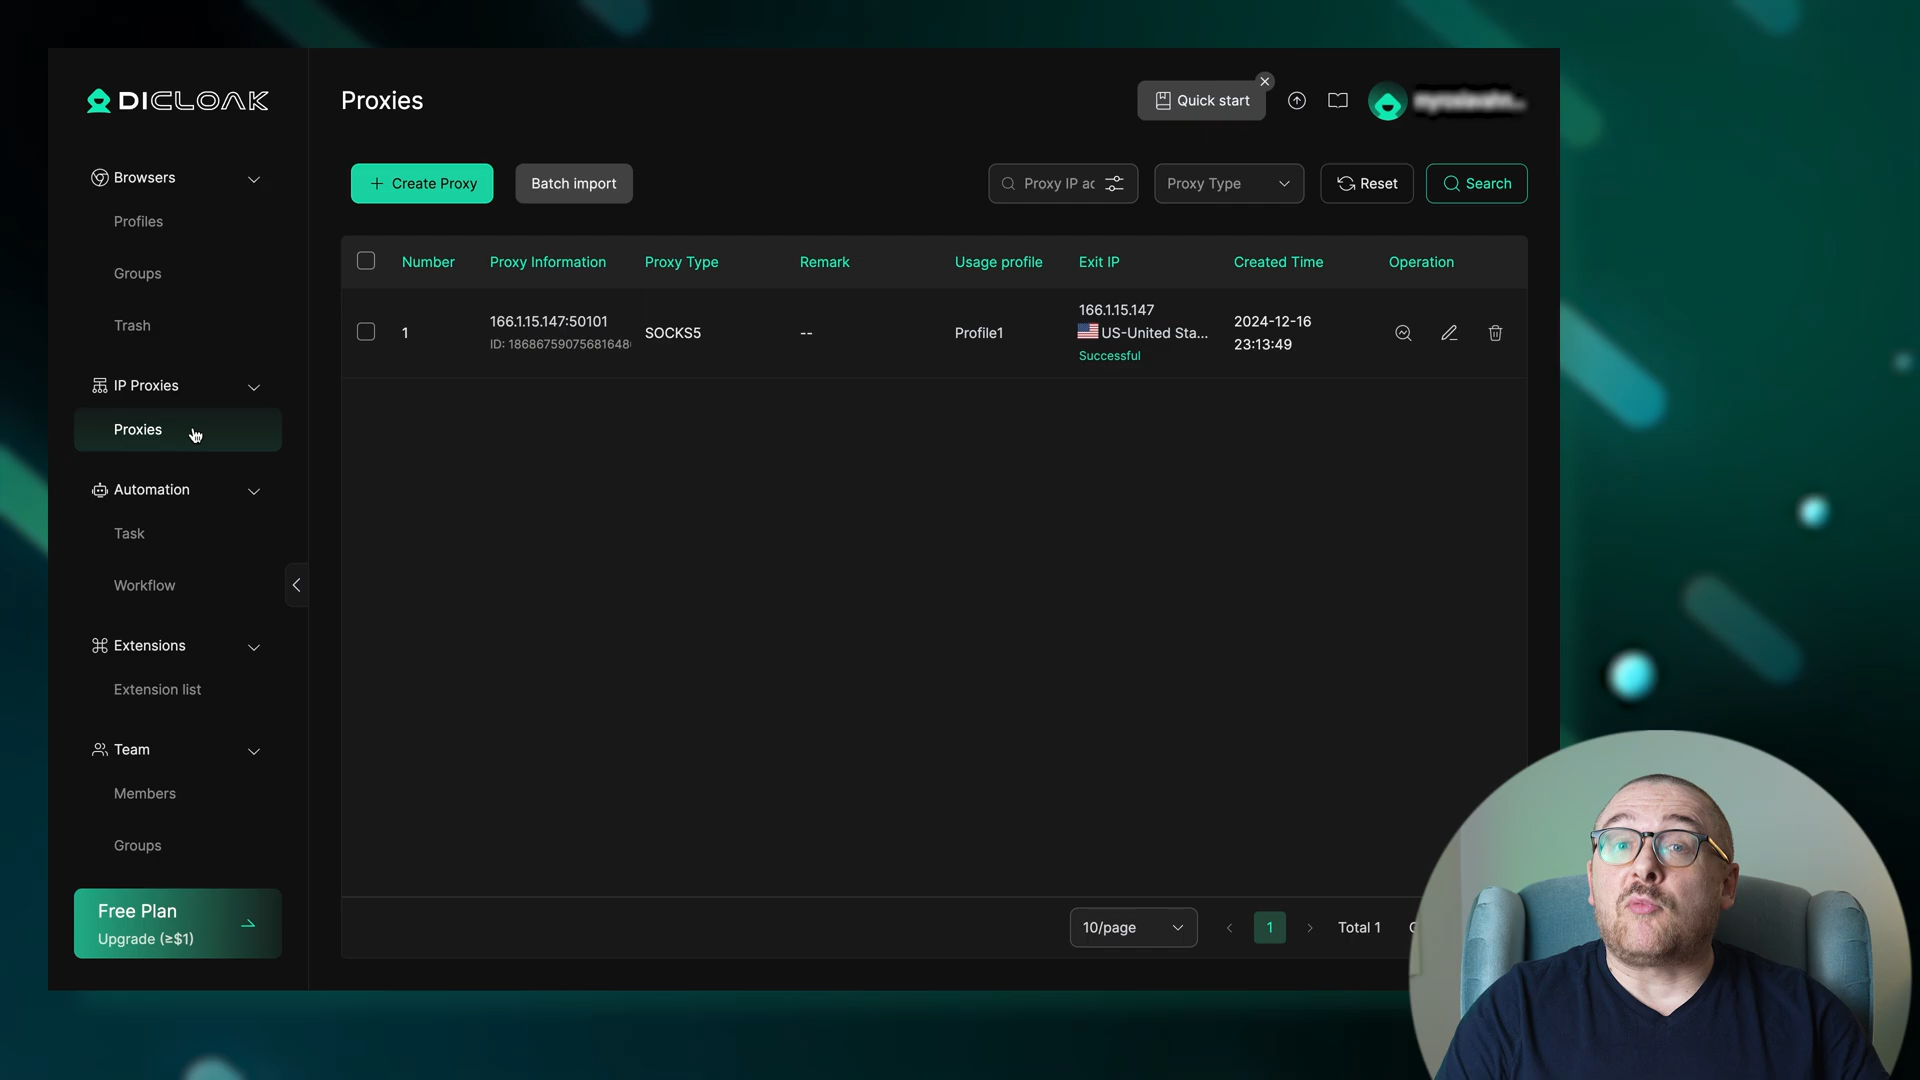 DICLOAK
Proxies
Quick start
Browsers
Profiles
Groups
Trash
IP Proxies
Proxies
Automation
Task
Workflow
Extensions
Extension list
Team
Members
Groups
Free Plan
Upgrade (≥$1)
+ Create Proxy
Batch import
Proxy IP ac
Proxy Type
Reset
Search
Number Proxy Information Proxy Type Remark Usage profile Exit IP Created Time Operation
1
166.1.15.147:50101
ID: 1868675907568164​8
SOCKS5
--
Profile1
166.1.15.147
US-United Sta...
Successful
2024-12-16
23:13:49
10/page
1
Total 1